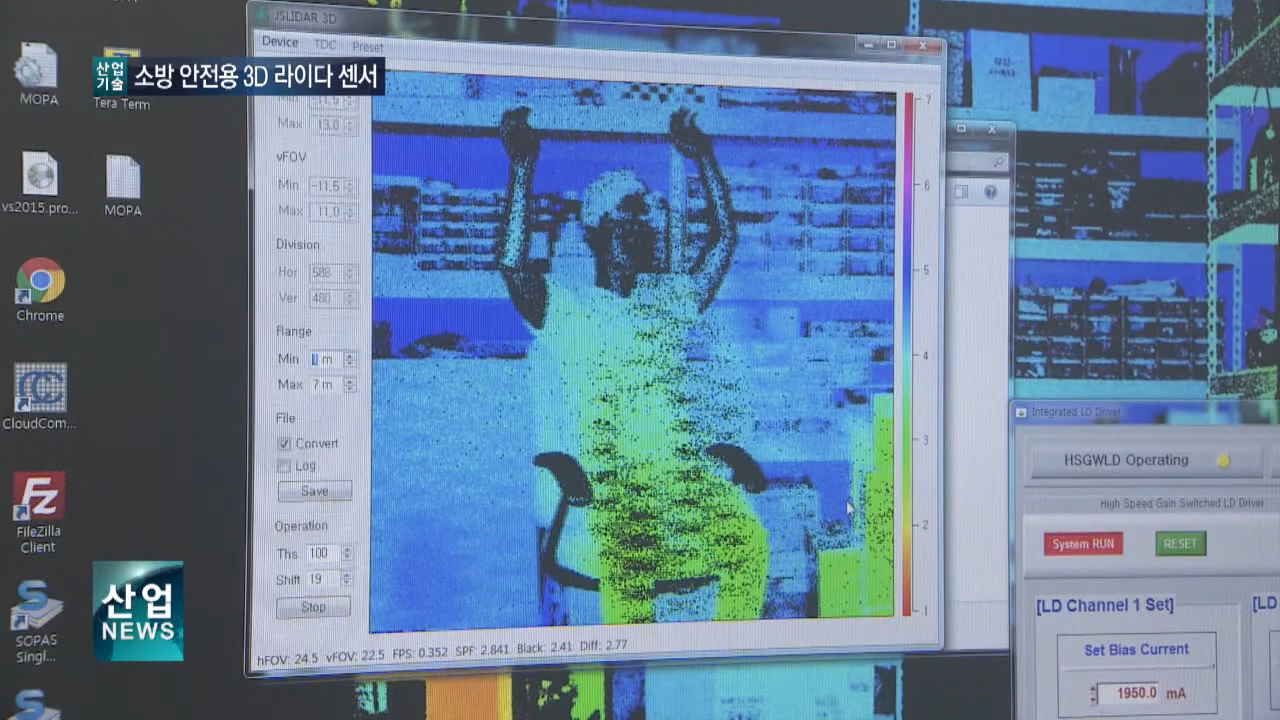 JSLIDAR 3D
Device TDC Preset
산업
기술
소방 안전용 3D 라이다 센서
MOPA
Tera Term
Max 13.0
vFOV
Min -11.5
Max 11.0
vs2015.pro...
MOPA
Division
Hor 588
Ver 480
Chrome
Range
Min 1 m
Max 7 m
CloudCom...
File
Convert
Log
Save
Operation
Ths 100
Shift 19
Stop
FileZilla
Client
SOPAS
Singl...
산업
NEWS
hFOV: 24.5 vFOV: 22.5 FPS: 0.352 SPF: 2.841 Black: 2.41 Diff: 2.77
7
6
5
4
3
2
1
Integrated LD Driver
HSGWLD Operating
High Speed Gain Switched LD Driver
System RUN
RESET
[LD Channel 1 Set]
[LD
Set Bias Current
1950.0 mA